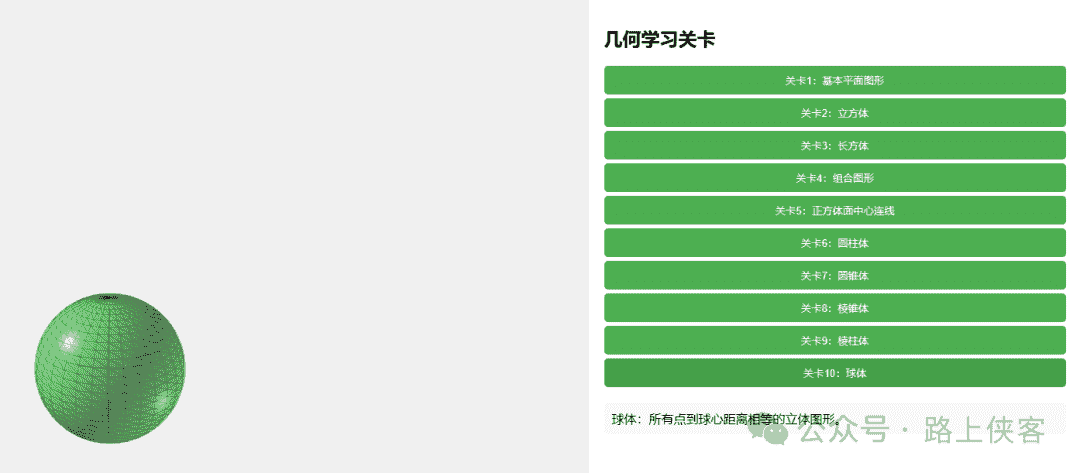 几何学习关卡
关卡1：基本平面图形
关卡2：立方体
关卡3：长方体
关卡4：组合图形
关卡5：正方体面中心连线
关卡6：圆柱体
关卡7：圆锥体
关卡8：棱锥体
关卡9：棱柱体
关卡10：球体
球体：所有点到球心距离相等的立体图形。
公众号 · 路上侠客